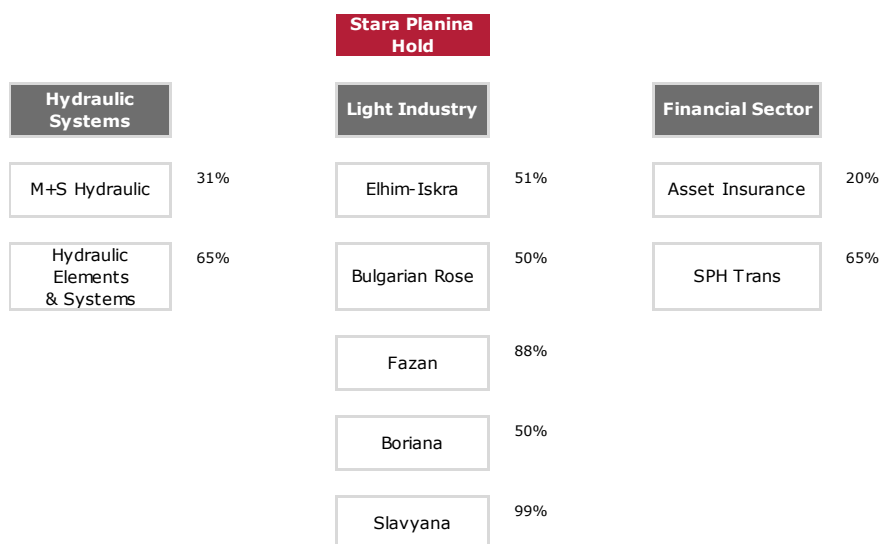 Stara Planina
Hold
Hydraulic
Systems
Light Industry
Financial Sector
M+S Hydraulic
31%
Elhim-Iskra
51%
Asset Insurance
20%
Hydraulic
Elements
& Systems
65%
Bulgarian Rose
50%
SPH Trans
65%
Fazan
88%
Boriana
50%
Slavyana
99%